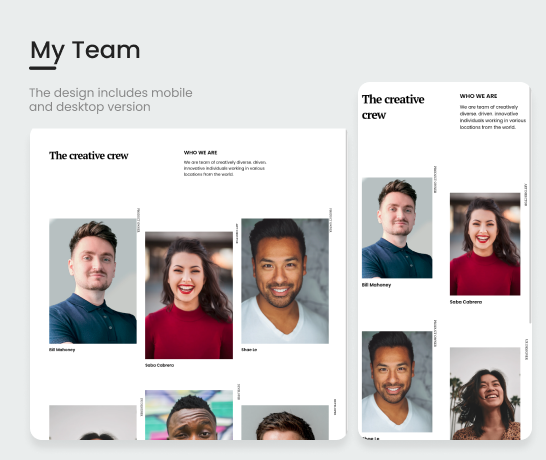 My Team
The design includes mobile
and desktop version
The creative crew
WHO WE ARE
We are team of creatively diverse. driven.
innovative individuals working in various
locations from the world.
Bill Mahoney
Saba Cabrera
Shae Le
The creative
crew
WHO WE ARE
We are team of creatively
diverse. driven. innovative
individuals working in various
locations from the world.
Bill Mahoney
Saba Cabrera
Shae Le